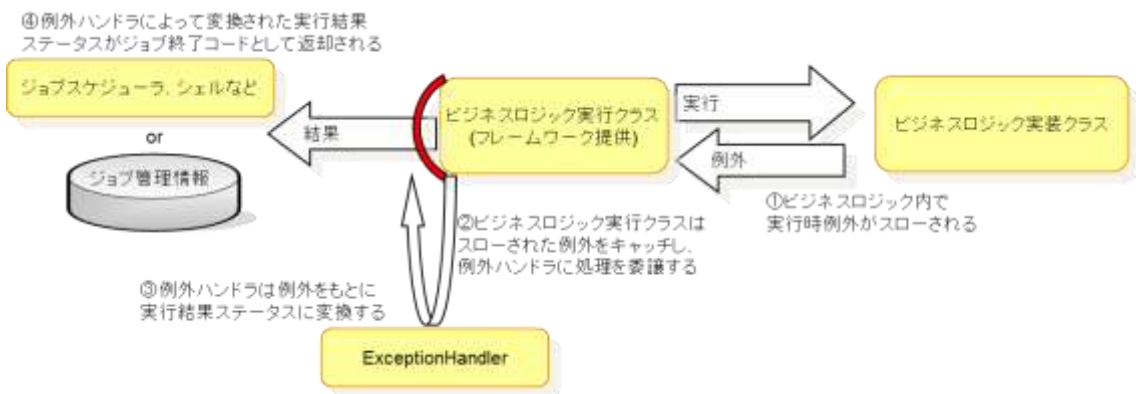 ④例外ハンドラによって変換された実行結果
ステータスがジョブ終了コードとして返却される
ジョブスケジューラ、シェルなど
or
ジョブ管理情報
結果
ビジネスロジック実行クラス
(フレームワーク提供)
実行
例外
ビジネスロジック実装クラス
①ビジネスロジック内で
実行時例外がスローされる
②ビジネスロジック実行クラスは
スローされた例外をキャッチし、
例外ハンドラに処理を委譲する
③例外ハンドラは例外をもとに
実行結果ステータスに変換する
ExceptionHandler